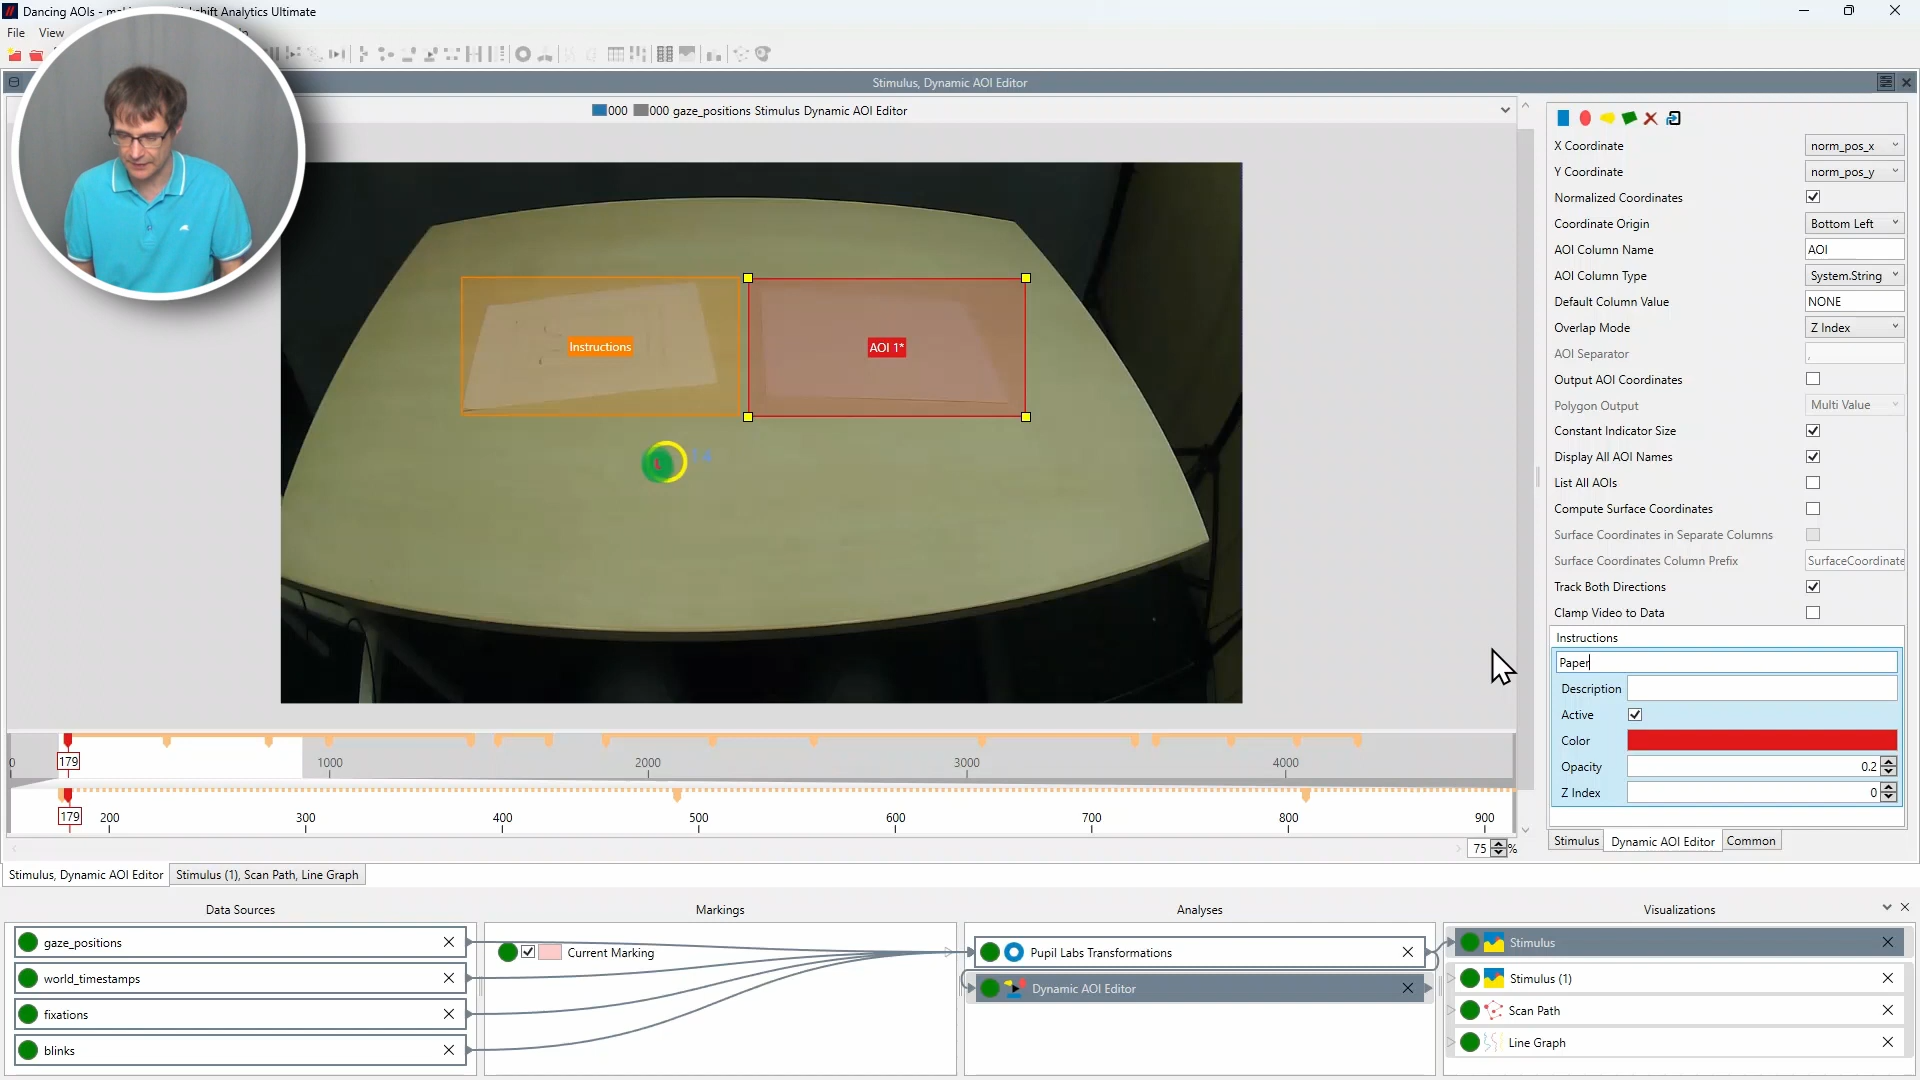 Dancing AOIs - m
shift Analytics Ultimate
File
View
Stimulus, Dynamic AOI Editor
000
000 gaze_positions Stimulus Dynamic AOI Editor
X Coordinate
norm_pos_x
Y Coordinate
norm_pos_y
Normalized Coordinates
Coordinate Origin
Bottom Left
AOI Column Name
AOI
AOI Column Type
System.String
Default Column Value
NONE
Overlap Mode
Z Index
AOI Separator
,
Output AOI Coordinates
Polygon Output
Multi Value
Constant Indicator Size
Display All AOI Names
List All AOIs
Compute Surface Coordinates
Surface Coordinates in Separate Columns
Surface Coordinates Column Prefix
SurfaceCoordinate
Track Both Directions
Clamp Video to Data
Instructions
Paper
Description
Active
Color
Opacity
0.2
Z Index
0
Stimulus
Dynamic AOI Editor
Common
Instructions
AOI 1*
0
179
1000
2000
3000
4000
179
200
300
400
500
600
700
800
900
75
%
Stimulus, Dynamic AOI Editor
Stimulus (1), Scan Path, Line Graph
Data Sources
Markings
Analyses
Visualizations
gaze_positions
world_timestamps
fixations
blinks
Current Marking
Pupil Labs Transformations
Dynamic AOI Editor
Stimulus
Stimulus (1)
Scan Path
Line Graph